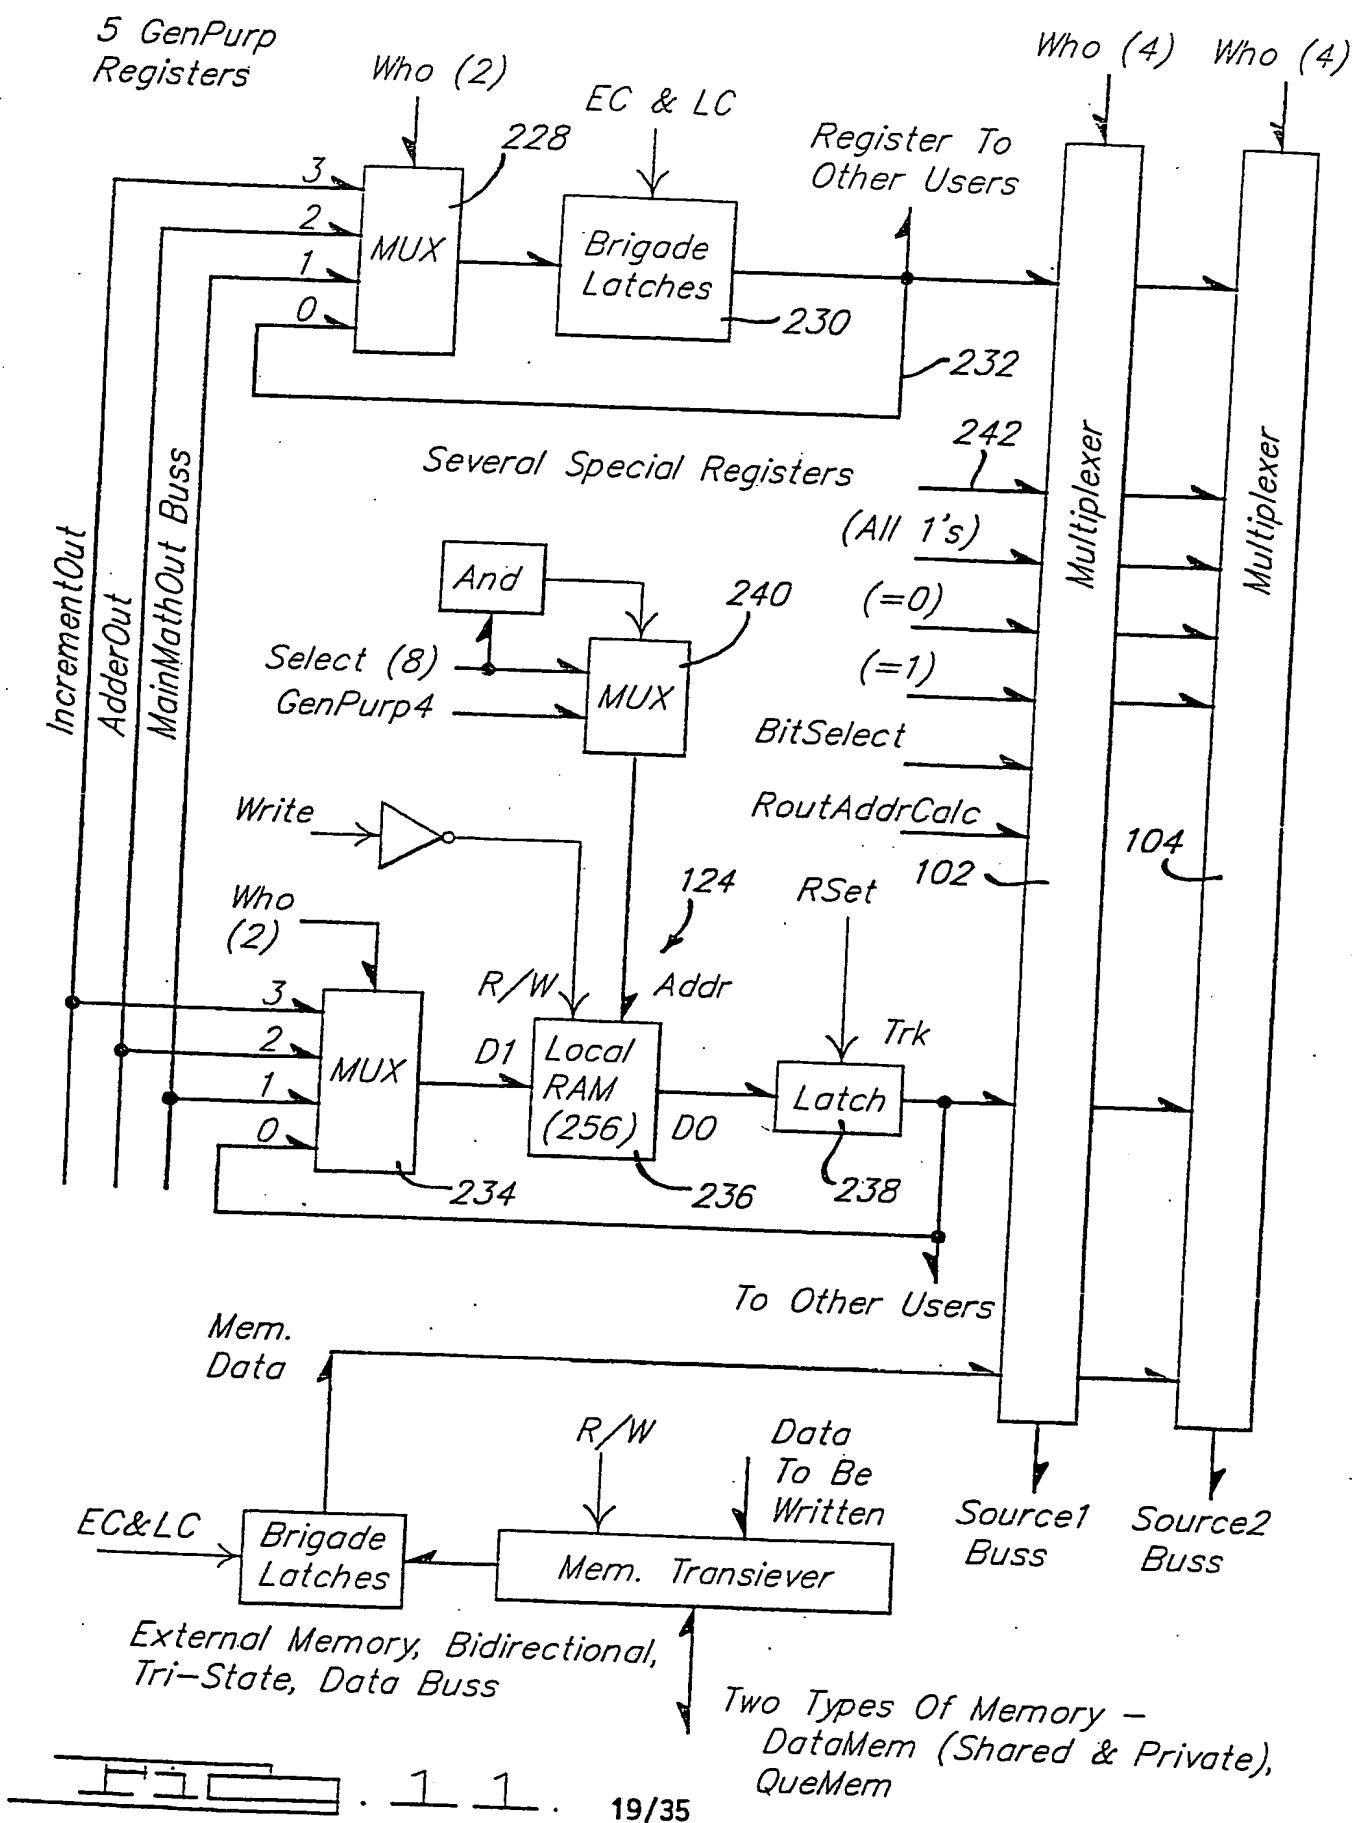 5 GenPurp
Registers
Who (2)
EC & LC
Who (4)
Who (4)
228
Register To
Other Users
3
2
1
0
MUX
Brigade
Latches
230
232
Several Special Registers
242
Multiplexer
Multiplexer
(All 1's)
(=0)
(=1)
BitSelect
RoutAddrCalc
102
104
IncrementOut
AdderOut
MainMathOut Buss
And
240
Select (8)
GenPurp4
MUX
Write
124
RSet
Who
(2)
R/W
Addr
3
2
1
0
MUX
D1
Local
RAM
(256)
DO
Trk
Latch
234
236
238
To Other Users
Mem.
Data
R/W
Data
To Be
Written
Source1
Buss
Source2
Buss
EC&LC
Brigade
Latches
Mem. Transiever
External Memory, Bidirectional,
Tri-State, Data Buss
Two Types Of Memory -
DataMem (Shared & Private),
QueMem
19/35